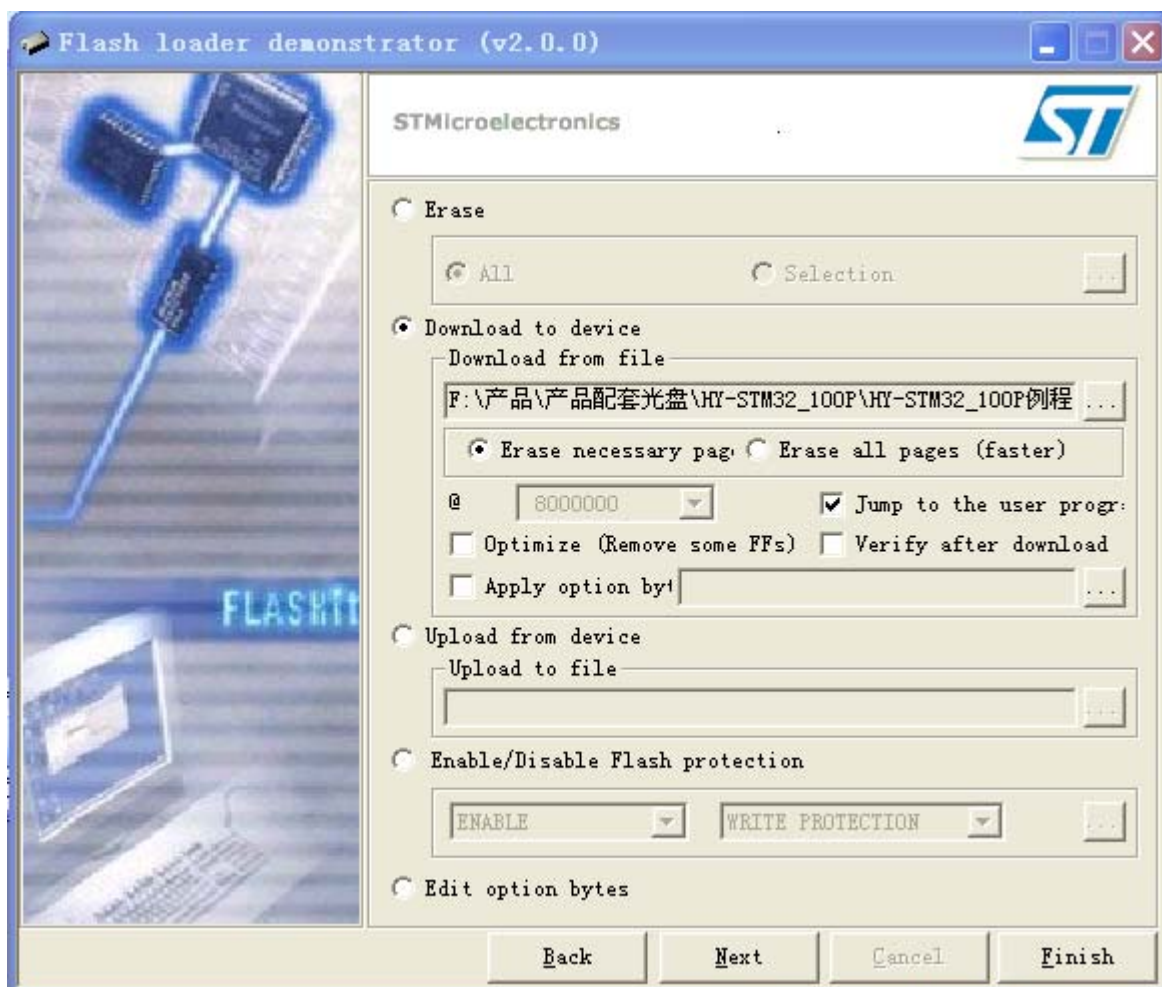 Flash loader demonstrator (v2.0.0)
STMicroelectronics
ST
Erase
All Selection ...
Download to device
Download from file
F:\产品\产品配套光盘\HY-STM32_100P\HY-STM32_100P例程 ...
Erase necessary pag Erase all pages (faster)
@ 8000000 Jump to the user progr
Optimize (Remove some FFs) Verify after download
Apply option byt ...
FLASH
Upload from device
Upload to file
...
Enable/Disable Flash protection
ENABLE WRITE PROTECTION ...
Edit option bytes
Back Next Cancel Finish